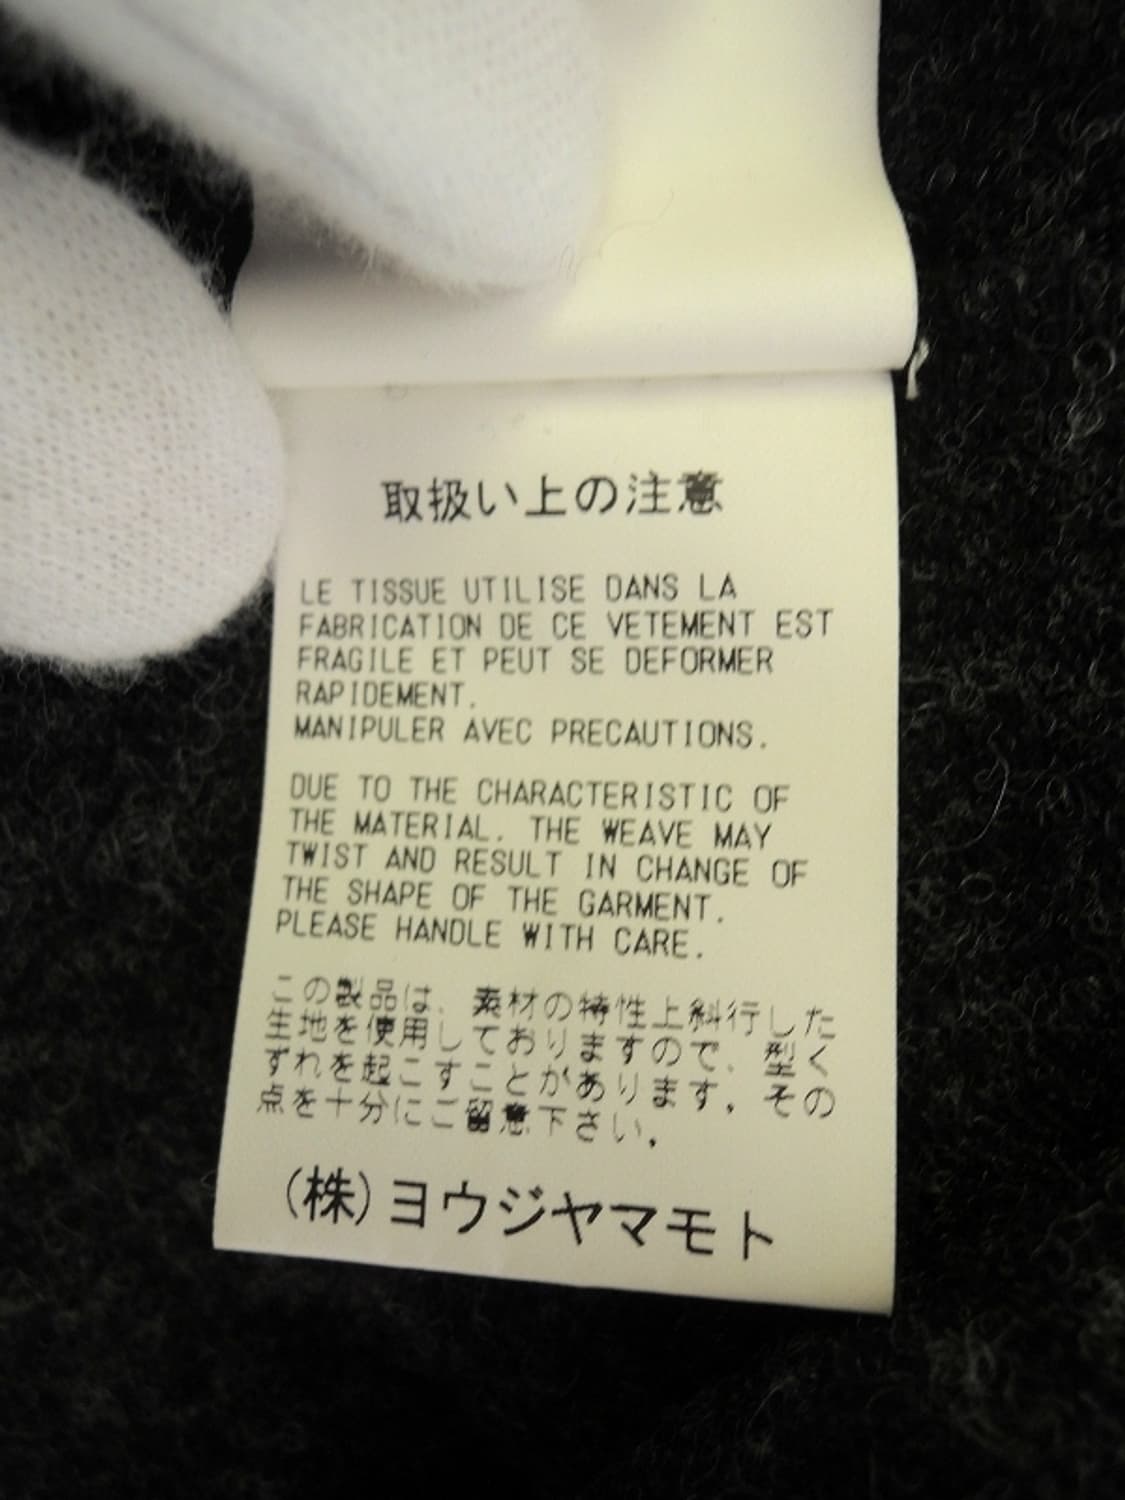 取扱い上の注意
LE TISSUE UTILISE DANS LA
FABRICATION DE CE VETEMENT EST
FRAGILE ET PEUT SE DEFORMER
RAPIDEMENT.
MANIPULER AVEC PRECAUTIONS.
DUE TO THE CHARACTERISTIC OF
THE MATERIAL. THE WEAVE MAY
TWIST AND RESULT IN CHANGE OF
THE SHAPE OF THE GARMENT.
PLEASE HANDLE WITH CARE.
この製品は、素材の特性上斜行した
生地を使用しておりますので、型く
ずれを起こすことがあります。その
点を十分にご留意下さい。
(株)ヨウジヤマモト